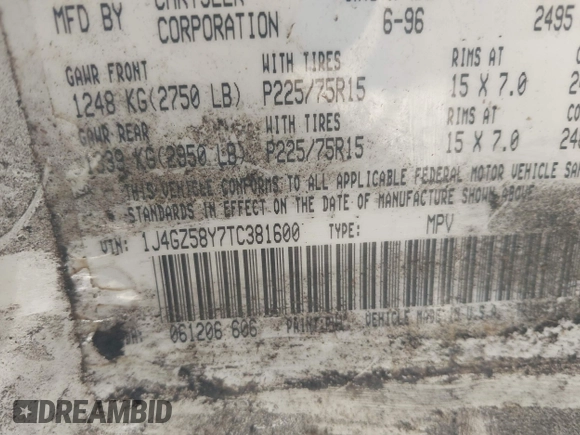 MFD BY CHRYSLER CORPORATION 6-96 2495
GAWR FRONT WITH TIRES RIMS AT
1248 KG(2750 LB) P225/75R15 15 X 7.0
GAWR REAR WITH TIRES RIMS AT
KG(2950 LB) P225/75R15 15 X 7.0
THIS VEHICLE CONFORMS TO ALL APPLICABLE FEDERAL MOTOR VEHICLE
STANDARDS IN EFFECT ON THE DATE OF MANUFACTURE SHOWN ABOVE
VIN: 1J4GZ58Y7TC381600 TYPE: MPV
061206 606 VEHICLE MADE IN U.S.A.
DREAMBID